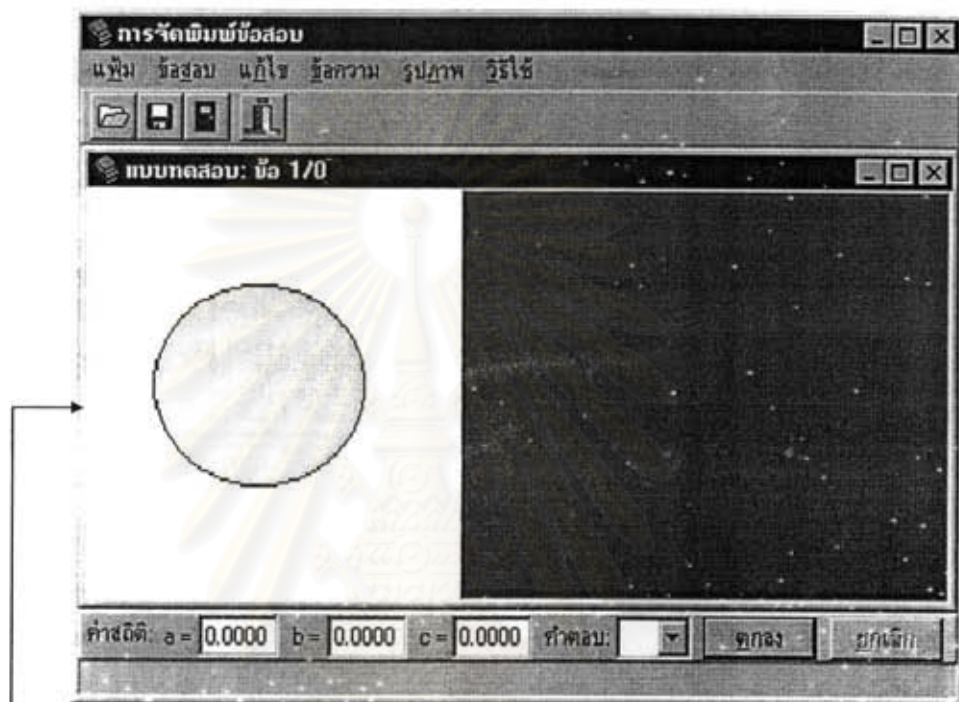 การจัดพิมพ์ข้อสอบ
แฟ้ม ข้อสอบ แก้ไข ข้อความ รูปภาพ วิธีใช้
แบบทดสอบ: ข้อ 1/0
ค่าสถิติ: a = 0.0000 b = 0.0000 c = 0.0000 คำตอบ: ตกลง ยกเลิก